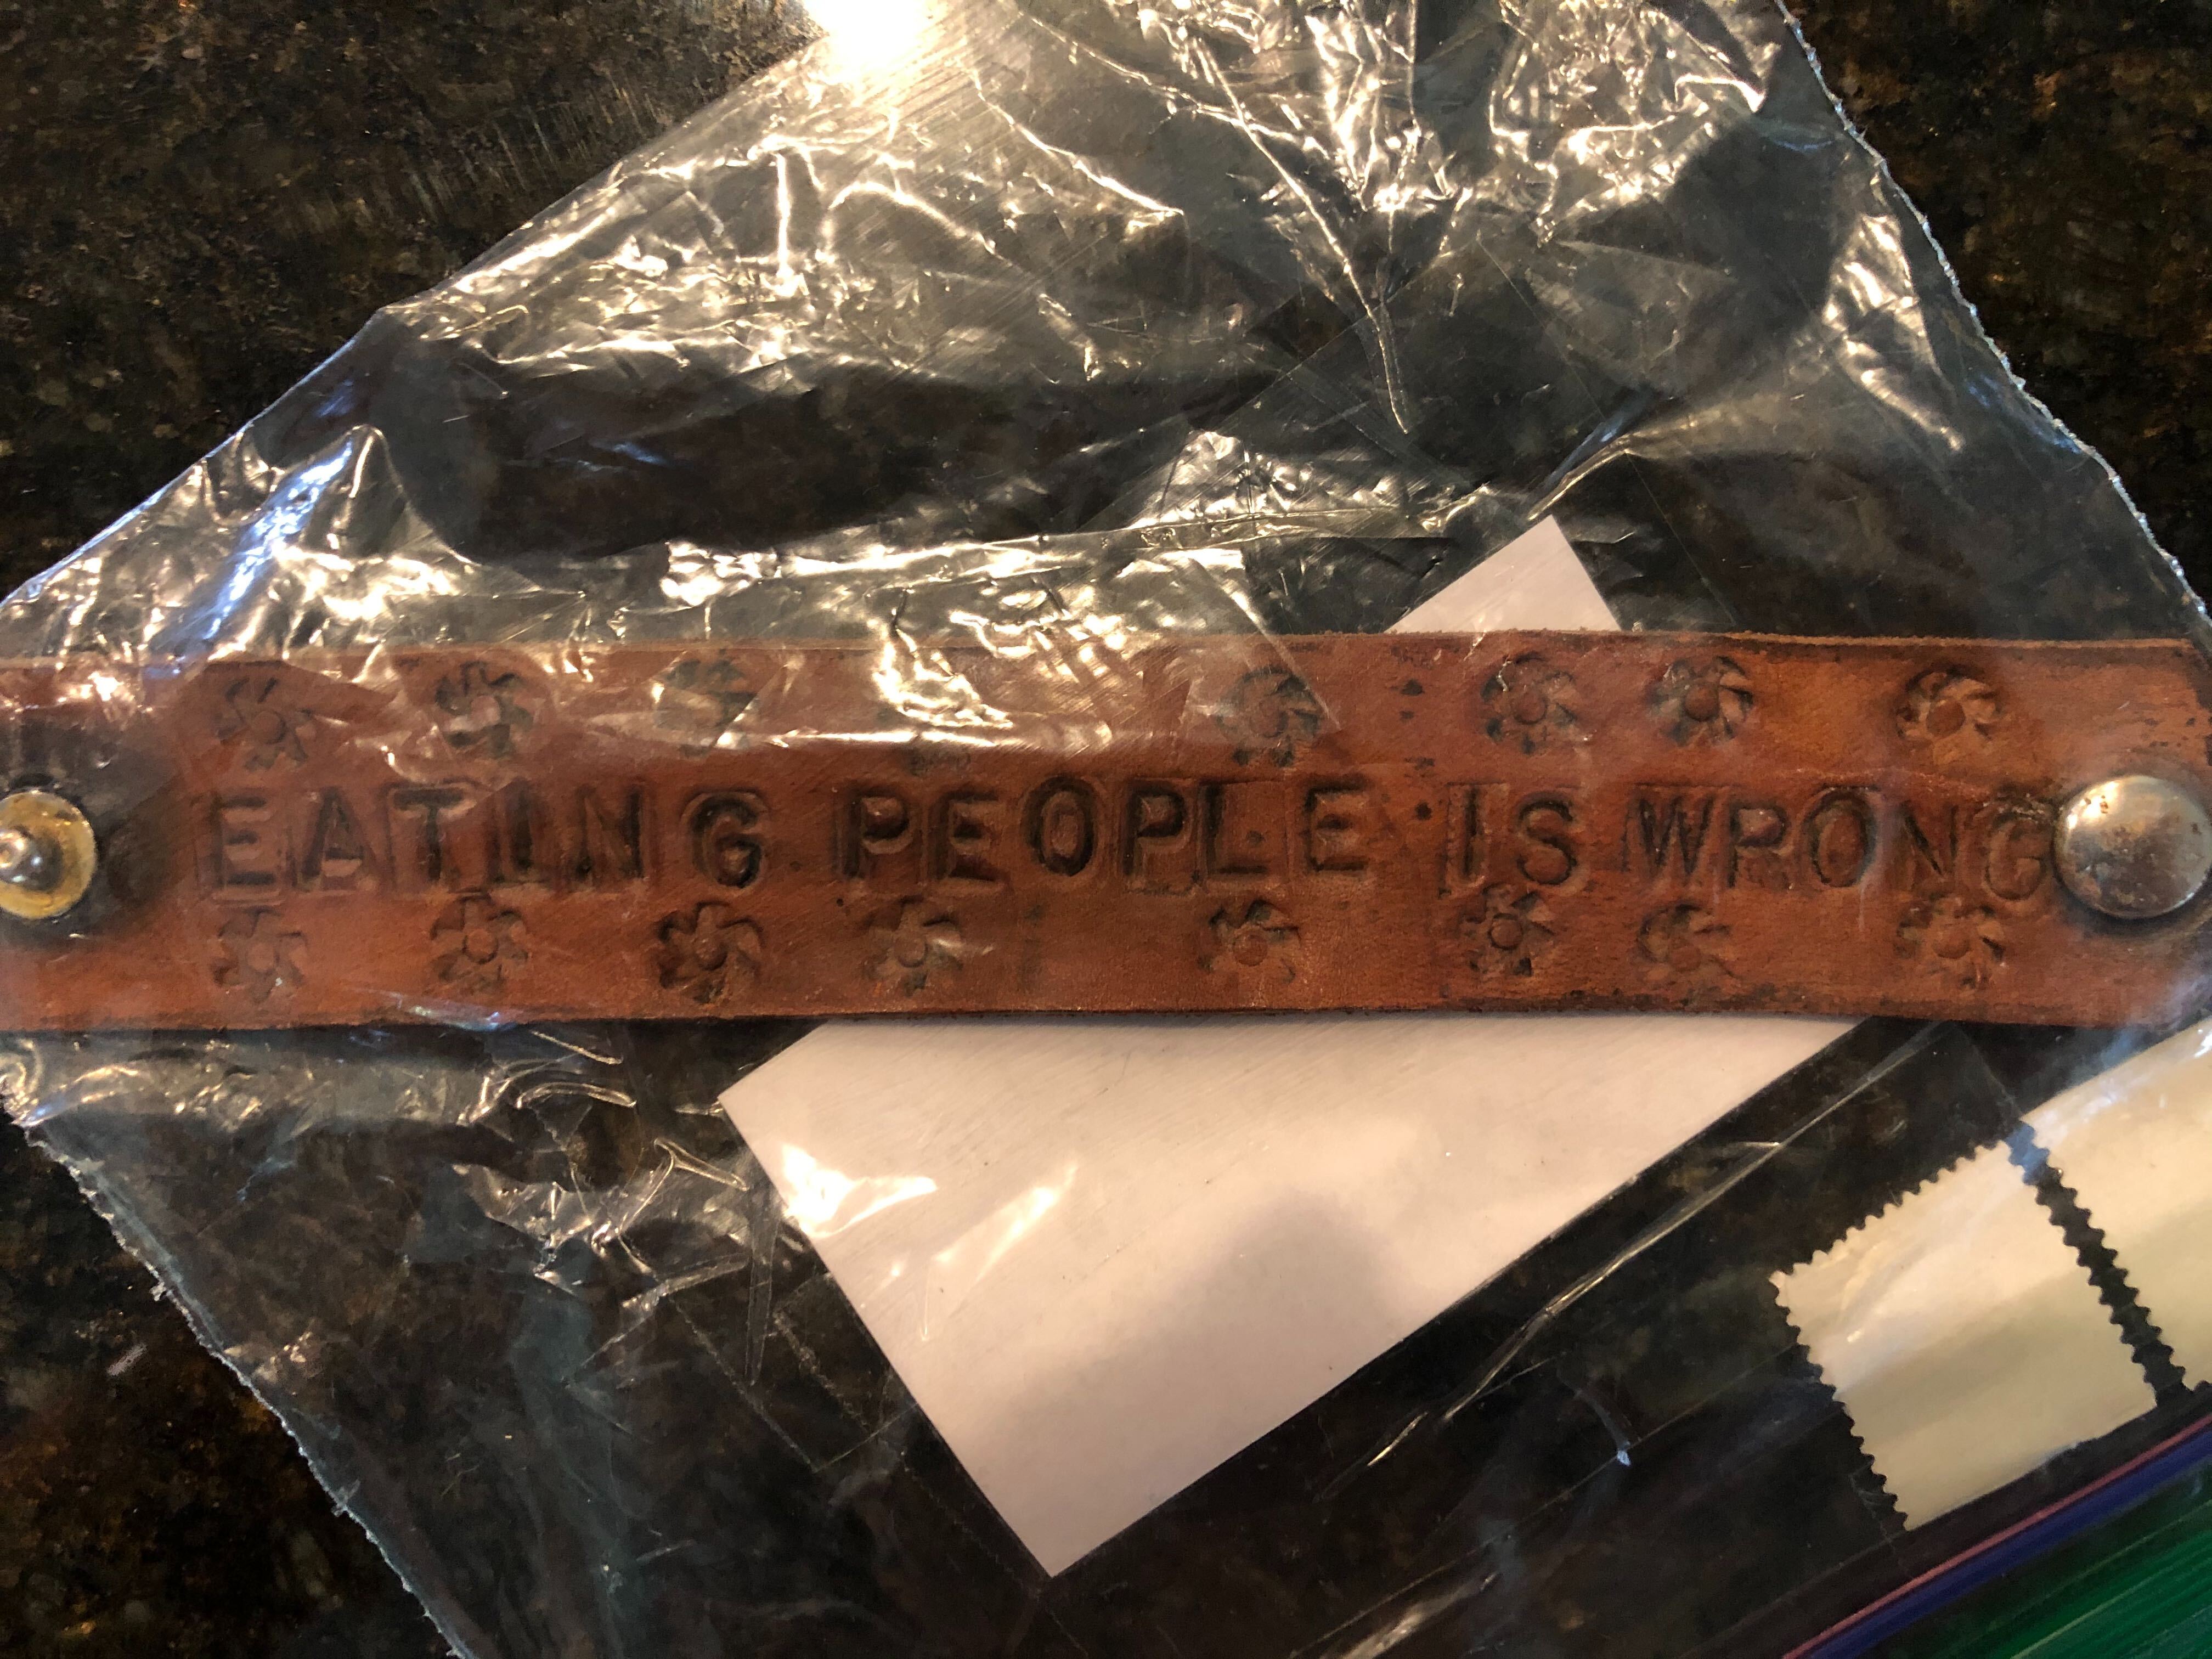 EATING PEOPLE IS WRONG